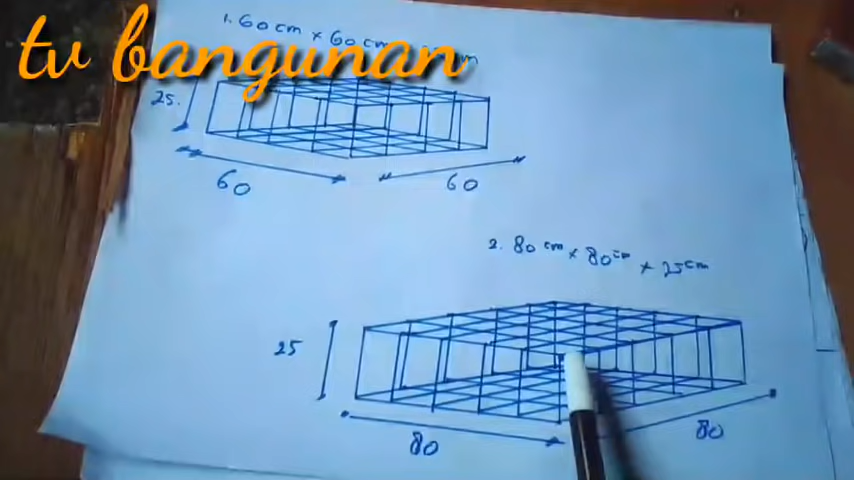 tv bangunan
1. 60 cm x 60 cm
25.
60
60
2. 80 cm x 80 cm x 25 cm
25
80
80